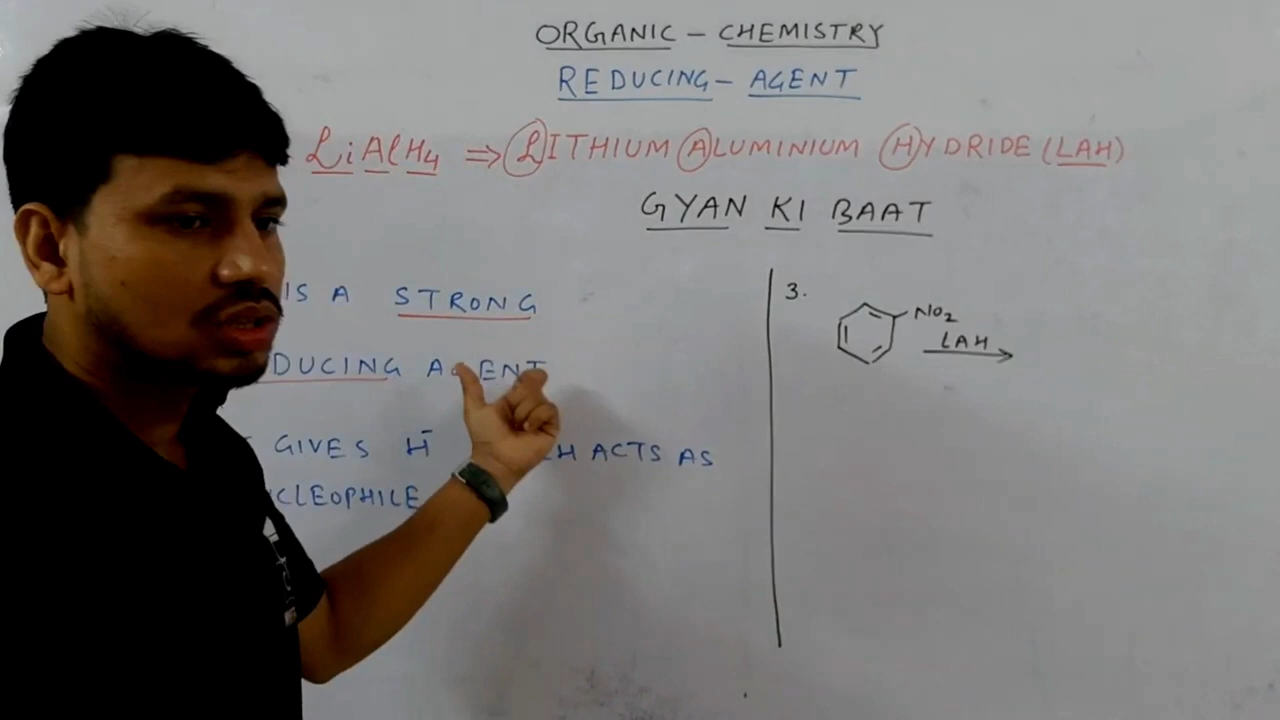 ORGANIC - CHEMISTRY
REDUCING - AGENT
LiAlH4 ⇒ LITHIUM ALUMINIUM HYDRIDE (LAH)
GYAN KI BAAT
IS A STRONG
DUCING AGENT
GIVES H̄ CH ACTS AS
CLEOPHILE
3.
NO2
LAH